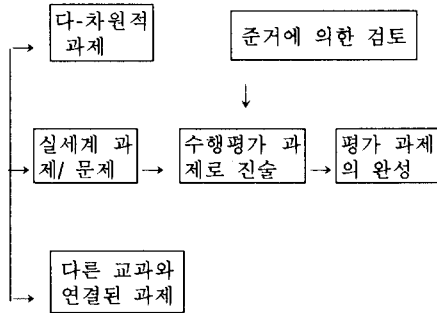 다-차원적
과제
준거에 의한 검토
실세계 과
제/ 문제
수행평가 과
제로 진술
평가 과제
의 완성
다른 교과와
연결된 과제